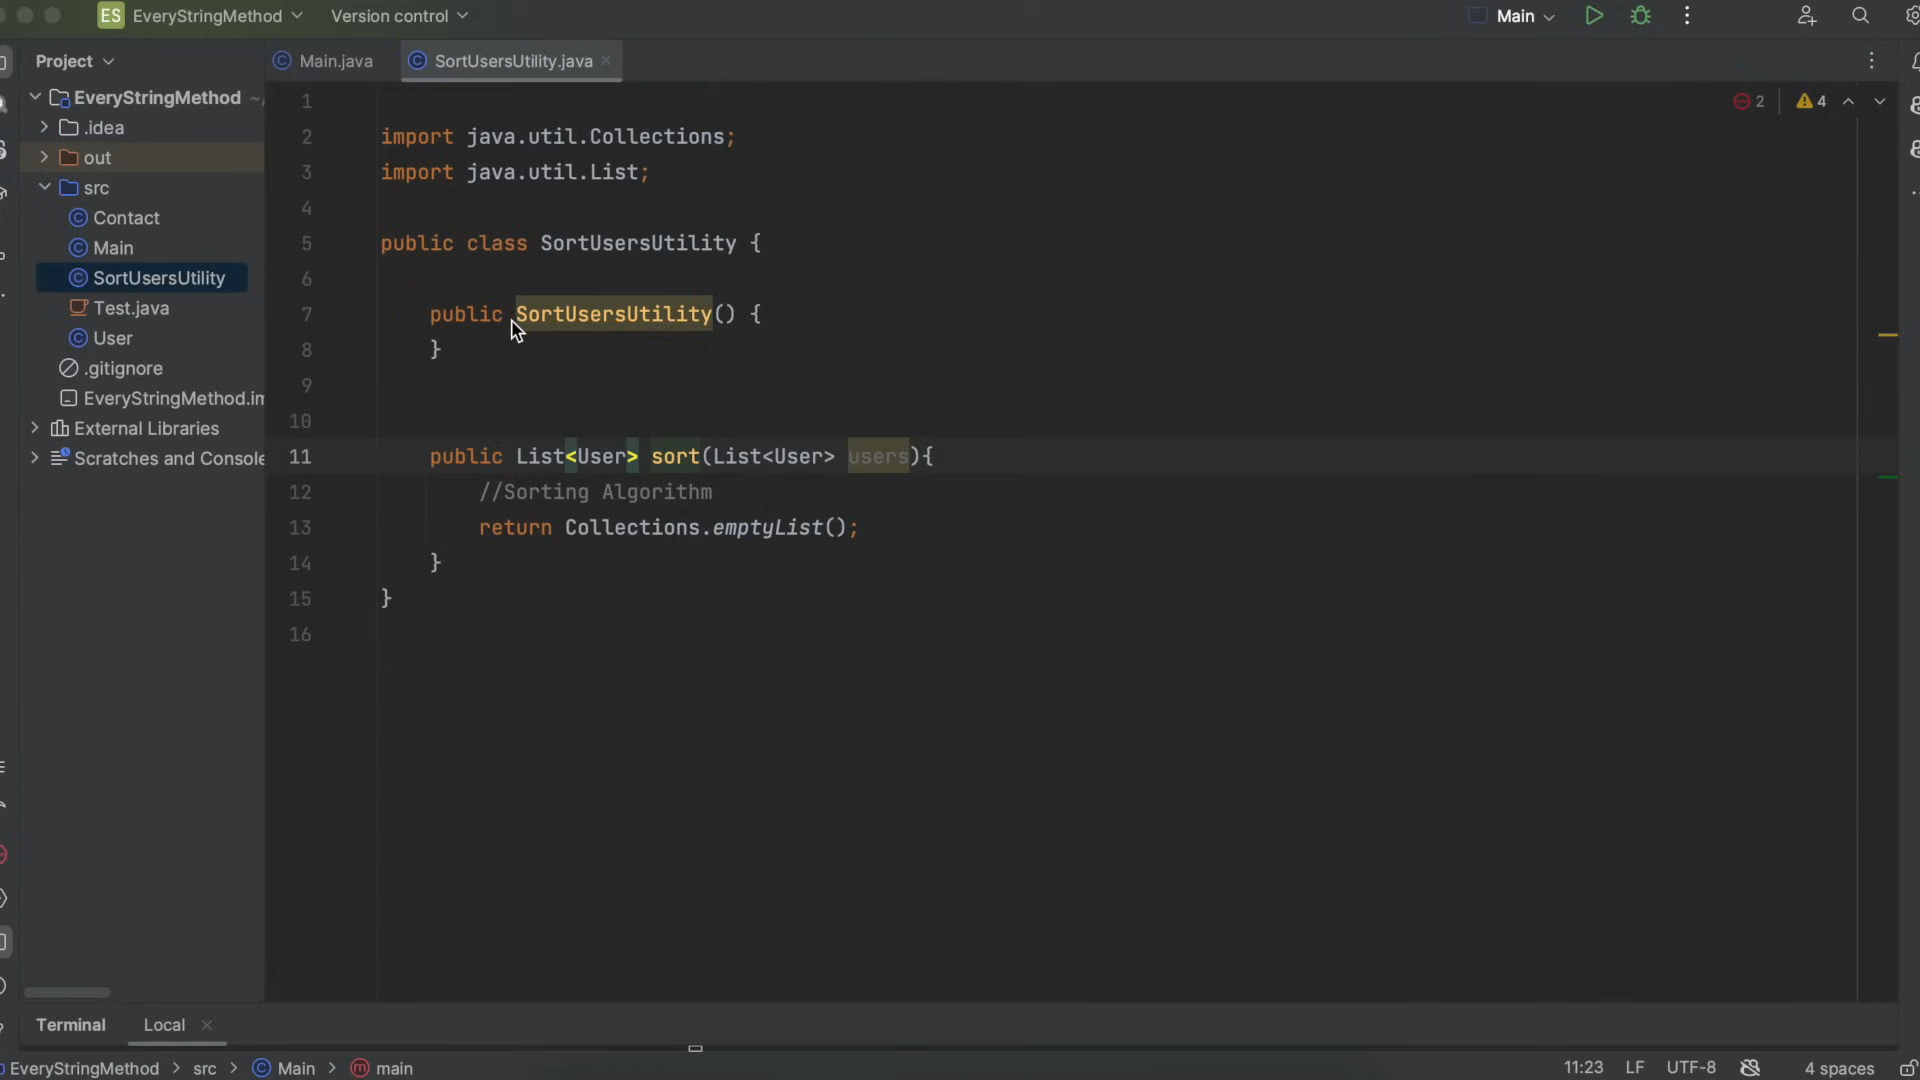 ES EveryStringMethod Version control Main
Project Main.java SortUsersUtility.java
EveryStringMethod ~
.idea
out
src
Contact
Main
SortUsersUtility
Test.java
User
.gitignore
EveryStringMethod.im
External Libraries
Scratches and Console
2 4
1
2 import java.util.Collections;
3 import java.util.List;
4
5 public class SortUsersUtility {
6
7 public SortUsersUtility() {
8 }
9
10
11 public List<User> sort(List<User> users){
12 //Sorting Algorithm
13 return Collections.emptyList();
14 }
15 }
16
Terminal Local
EveryStringMethod > src > Main > main 11:23 LF UTF-8 4 spaces